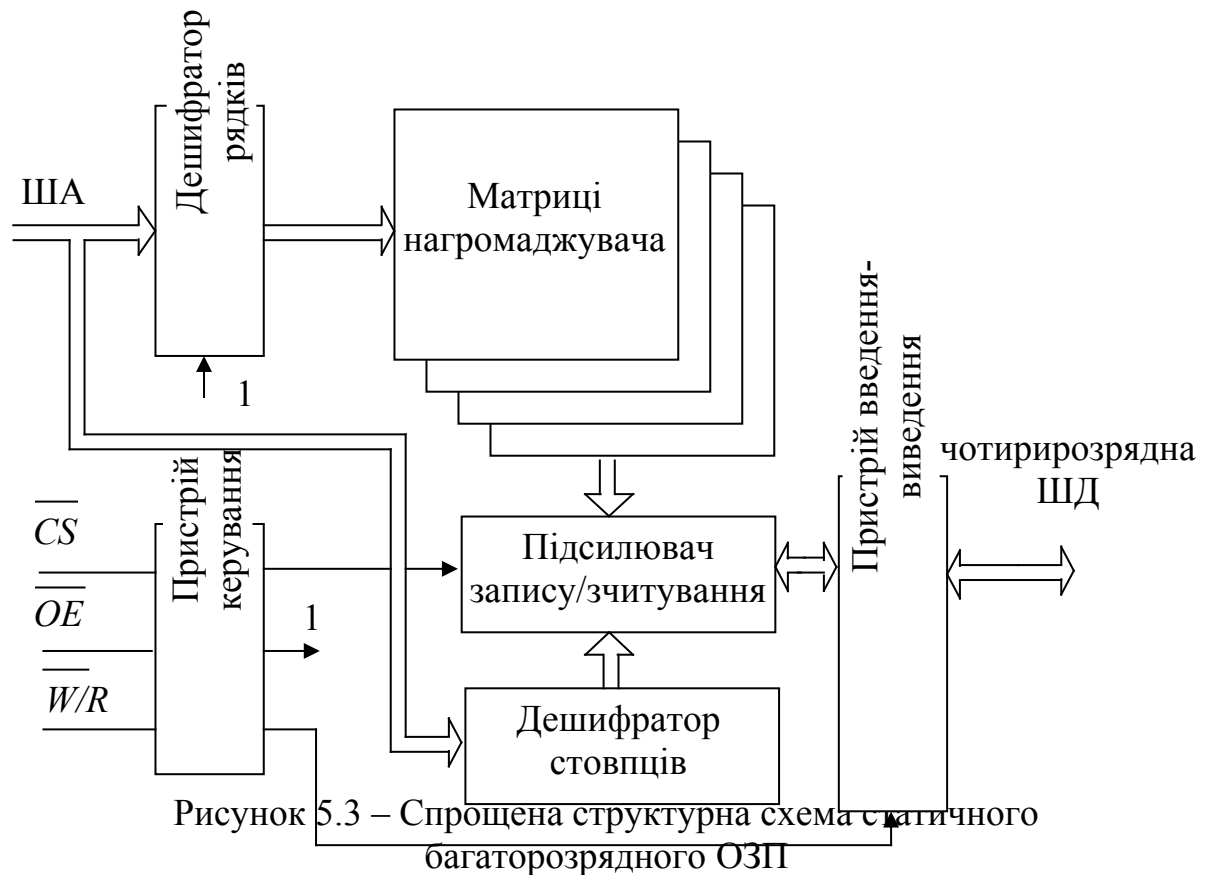 Дешифратор
рядків
ША
Матриці
нагромаджувача
1
Пристрій введення-
виведення
чотирирозрядна
ШД
Пристрій
керування
CS
OE
W/R
1
Підсилювач
запису/зчитування
Дешифратор
стовпців
Рисунок 5.3 – Спрощена структурна схема статичного
багаторозрядного ОЗП